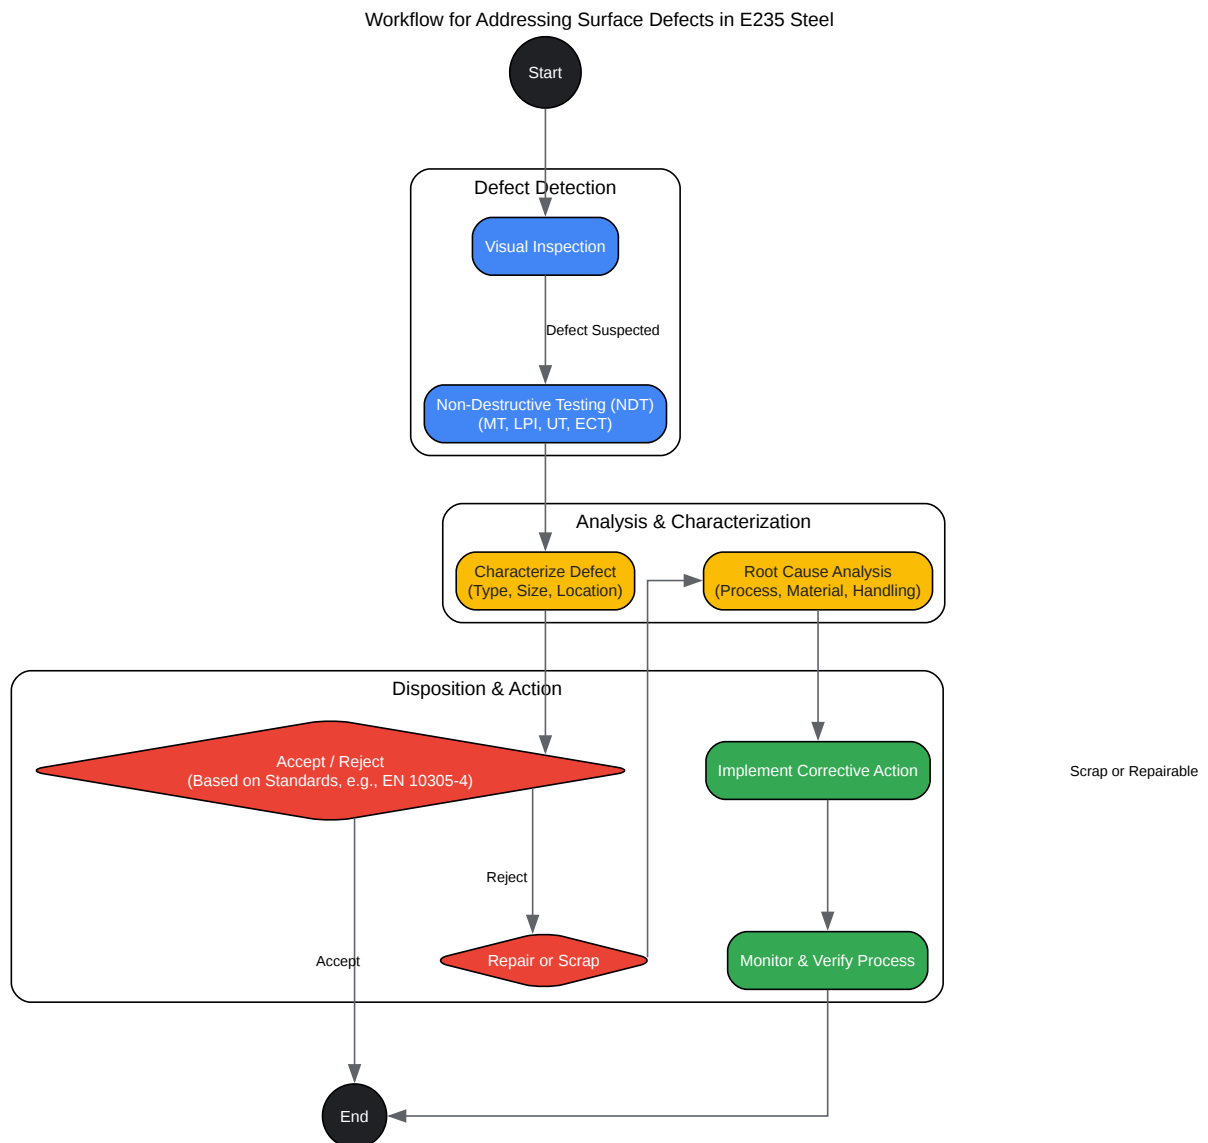 Workflow for Addressing Surface Defects in E235 Steel
Start
Defect Detection
Visual Inspection
Defect Suspected
Non-Destructive Testing (NDT)
(MT, LPI, UT, ECT)
Analysis & Characterization
Characterize Defect
(Type, Size, Location)
Root Cause Analysis
(Process, Material, Handling)
Disposition & Action
Accept / Reject
(Based on Standards, e.g., EN 10305-4)
Implement Corrective Action
Scrap or Repairable
Reject
Accept
Repair or Scrap
Monitor & Verify Process
End